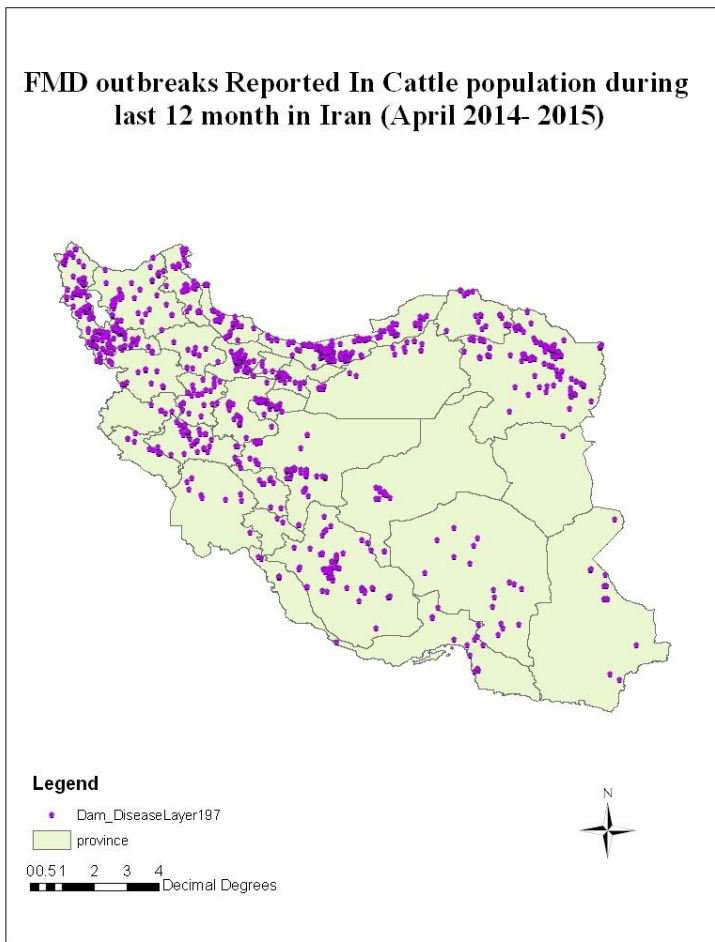 FMD outbreaks Reported In Cattle population during
last 12 month in Iran (April 2014- 2015)
N
Legend
Dam_DiseaseLayer197
province
00.51 2 3 4
Decimal Degrees